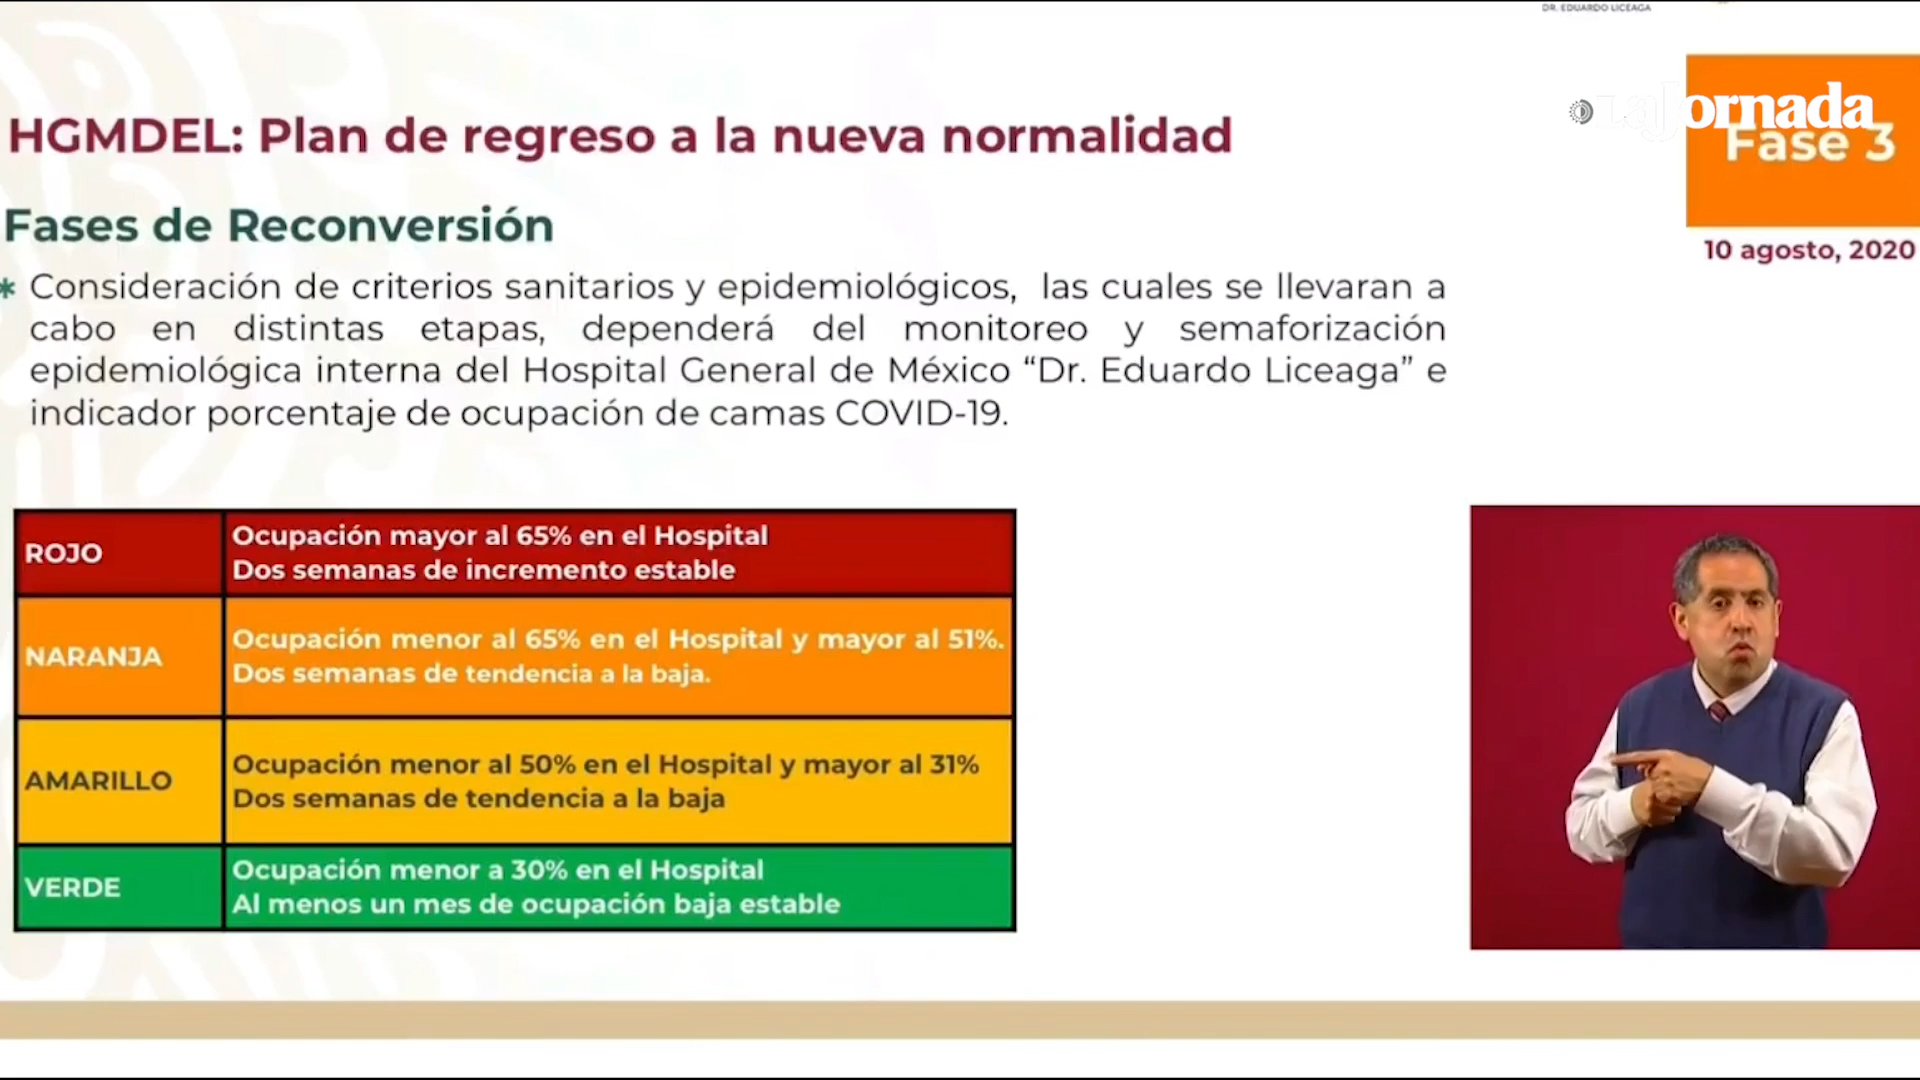 DR. EDUARDO LICEAGA
La Jornada
HGMDEL: Plan de regreso a la nueva normalidad
Fase 3
10 agosto, 2020
Fases de Reconversión
* Consideración de criterios sanitarios y epidemiológicos, las cuales se llevaran a
cabo en distintas etapas, dependerá del monitoreo y semaforización
epidemiológica interna del Hospital General de México “Dr. Eduardo Liceaga” e
indicador porcentaje de ocupación de camas COVID-19.
ROJO
Ocupación mayor al 65% en el Hospital
Dos semanas de incremento estable
NARANJA
Ocupación menor al 65% en el Hospital y mayor al 51%.
Dos semanas de tendencia a la baja.
AMARILLO
Ocupación menor al 50% en el Hospital y mayor al 31%
Dos semanas de tendencia a la baja
VERDE
Ocupación menor a 30% en el Hospital
Al menos un mes de ocupación baja estable